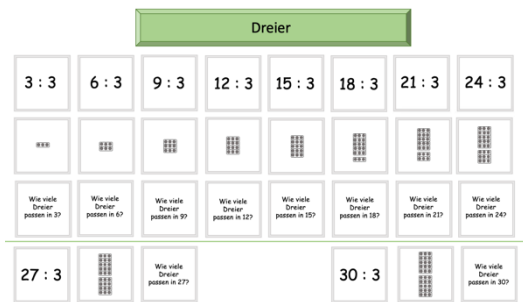 Dreier
3 : 3 6 : 3 9 : 3 12 : 3 15 : 3 18 : 3 21 : 3 24 : 3
Wie viele Dreier passen in 3?
Wie viele Dreier passen in 6?
Wie viele Dreier passen in 9?
Wie viele Dreier passen in 12?
Wie viele Dreier passen in 15?
Wie viele Dreier passen in 18?
Wie viele Dreier passen in 21?
Wie viele Dreier passen in 24?
27 : 3
Wie viele Dreier passen in 27?
30 : 3
Wie viele Dreier passen in 30?